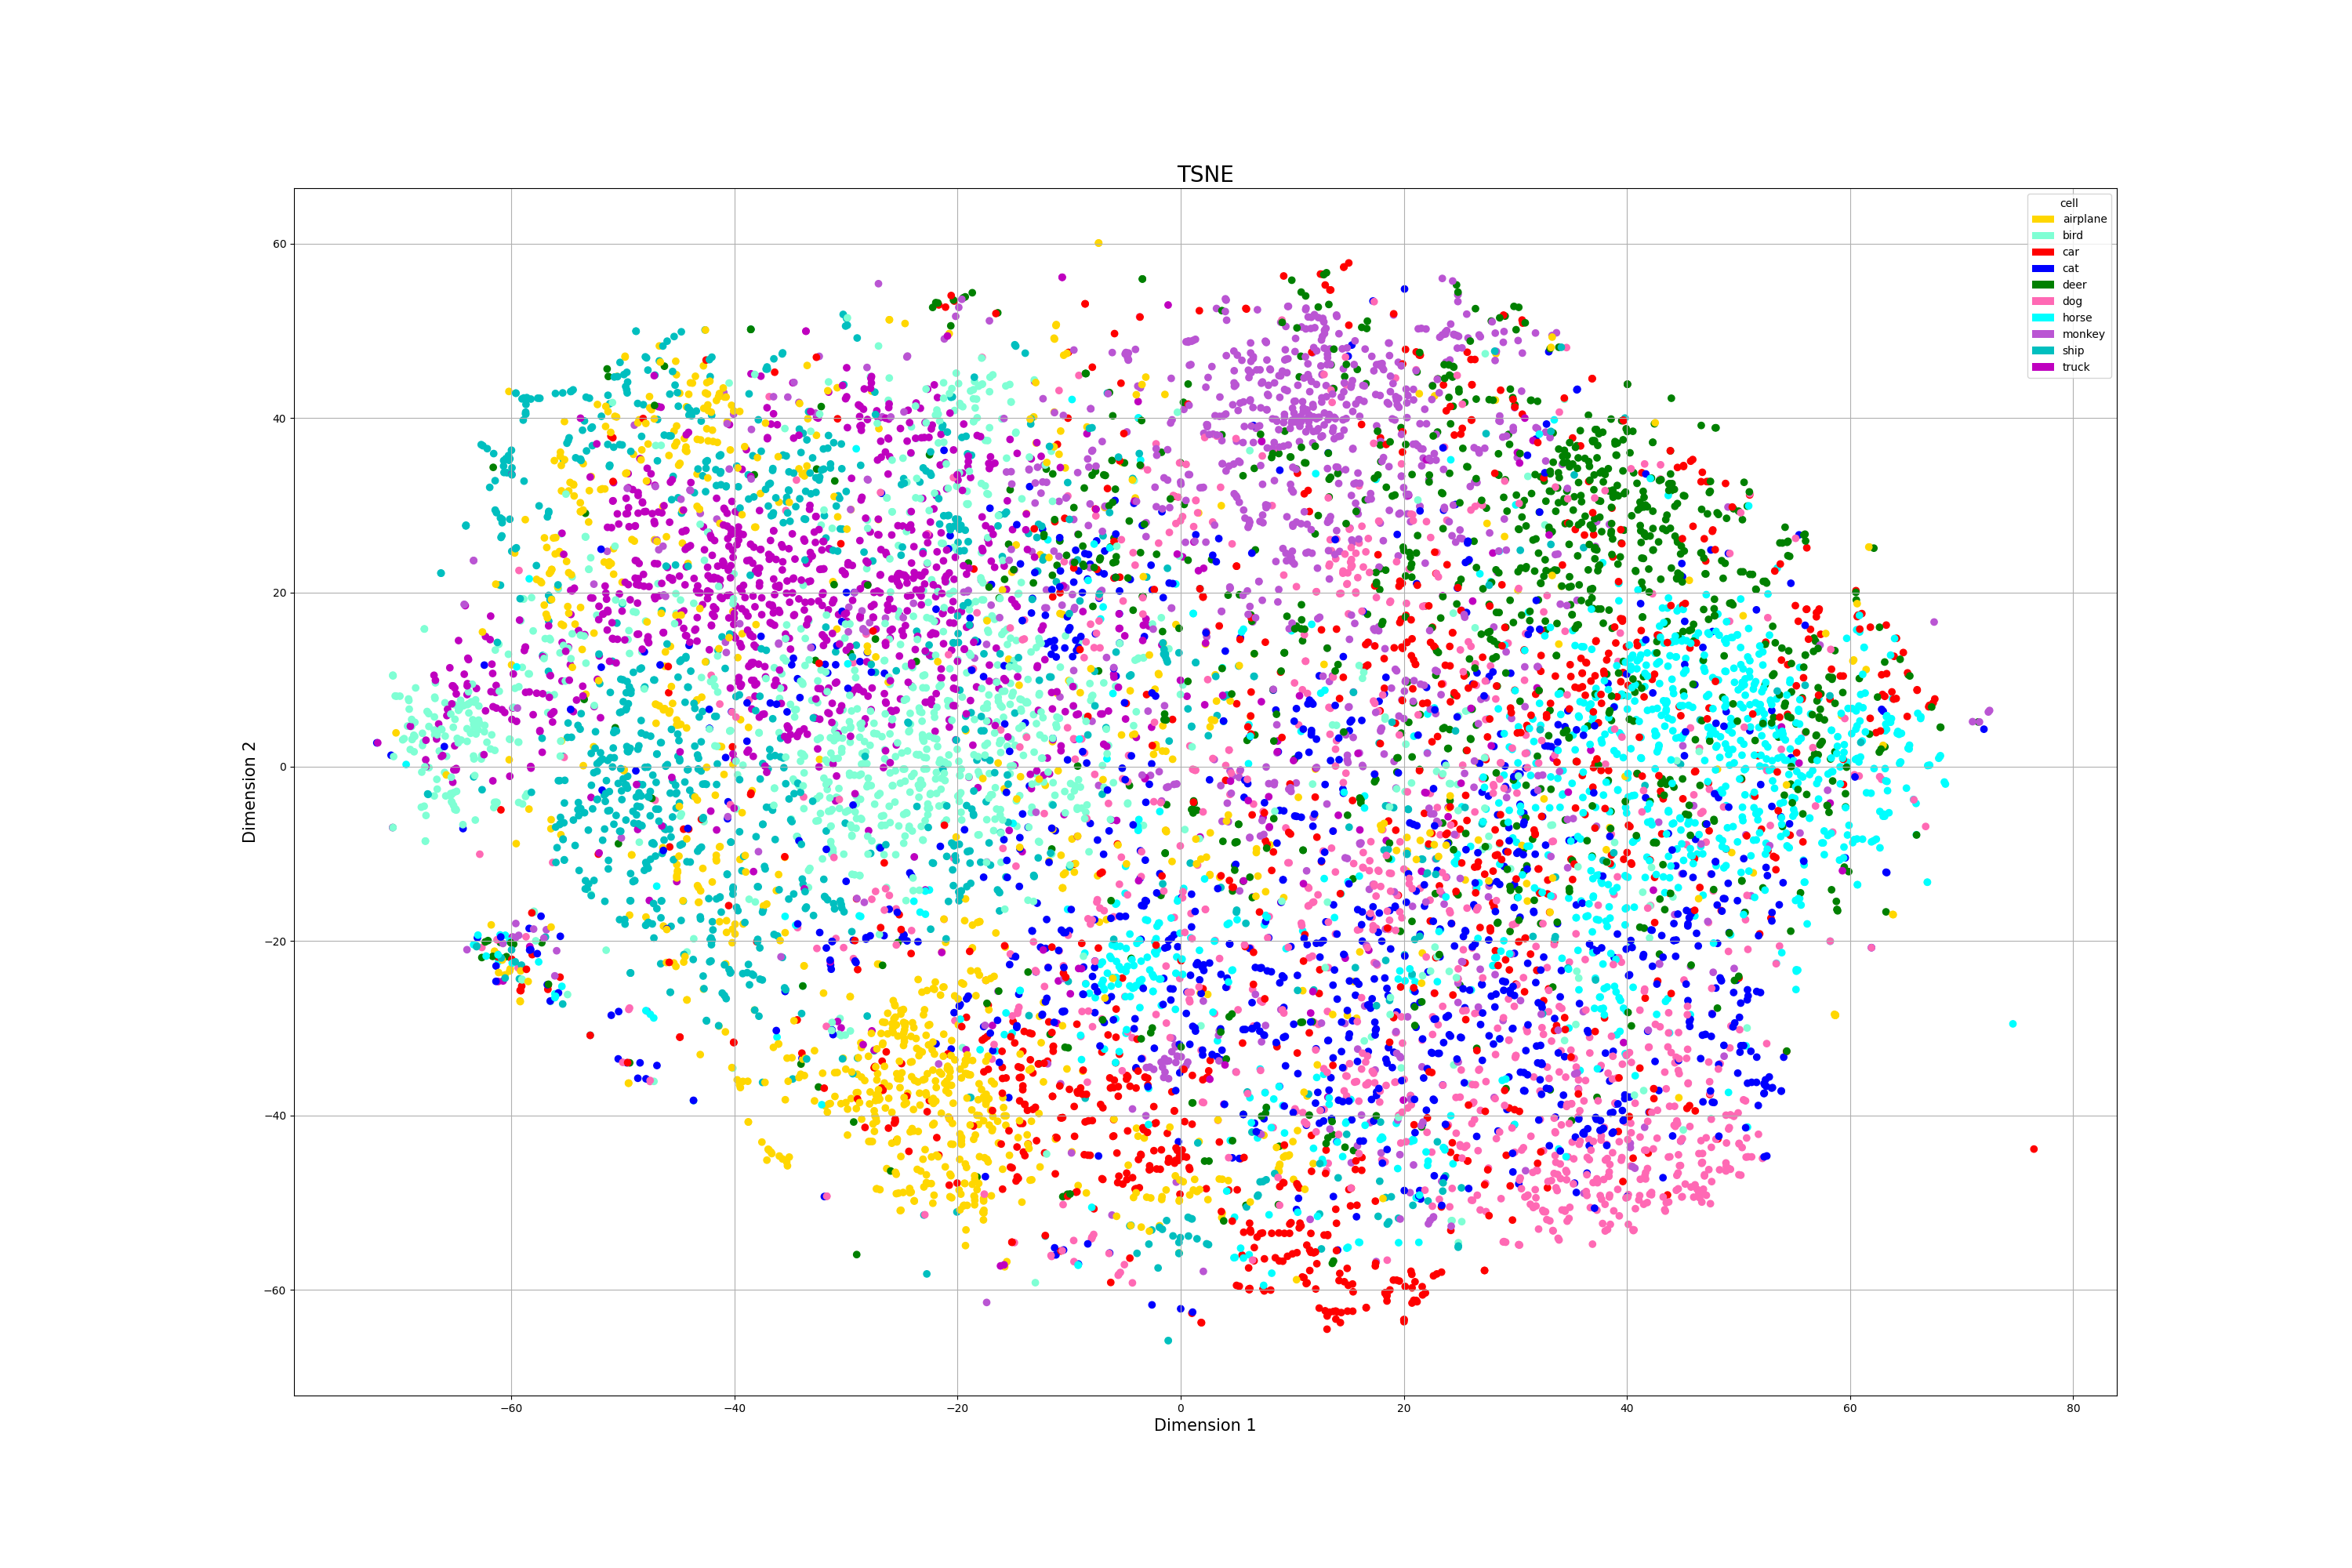 TSNE
cell
airplane
bird
car
cat
deer
dog
horse
monkey
ship
truck
60
40
20
0
−20
−40
−60
Dimension 2
−60
−40
−20
0
20
40
60
80
Dimension 1